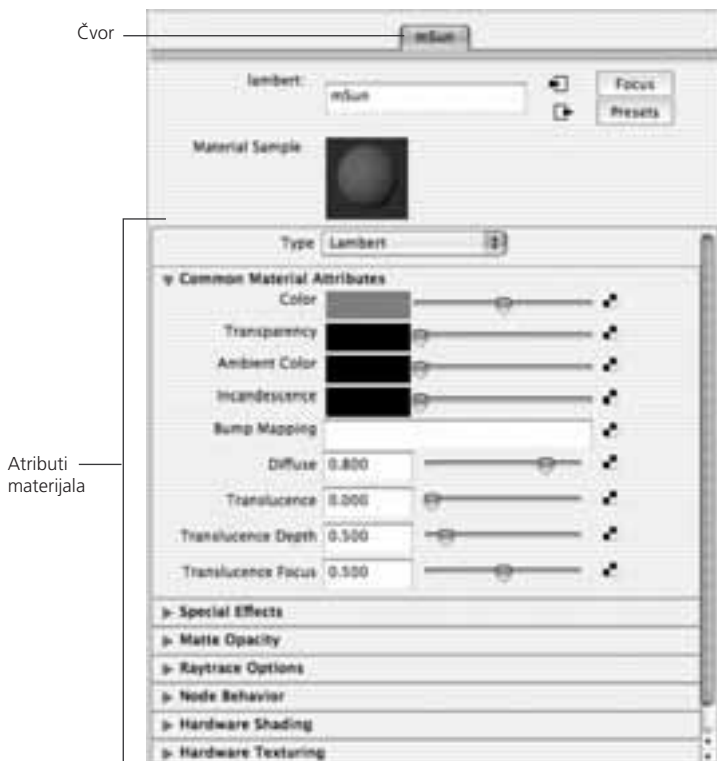 Čvor
mSun
lambert:
mSun
Focus
Presets
Material Sample
Type Lambert
Common Material Attributes
Color
Transparency
Ambient Color
Incandescence
Bump Mapping
Diffuse 0.800
Translucence 0.000
Translucence Depth 0.500
Translucence Focus 0.500
Atributi
materijala
Special Effects
Matte Opacity
Raytrace Options
Node Behavior
Hardware Shading
Hardware Texturing